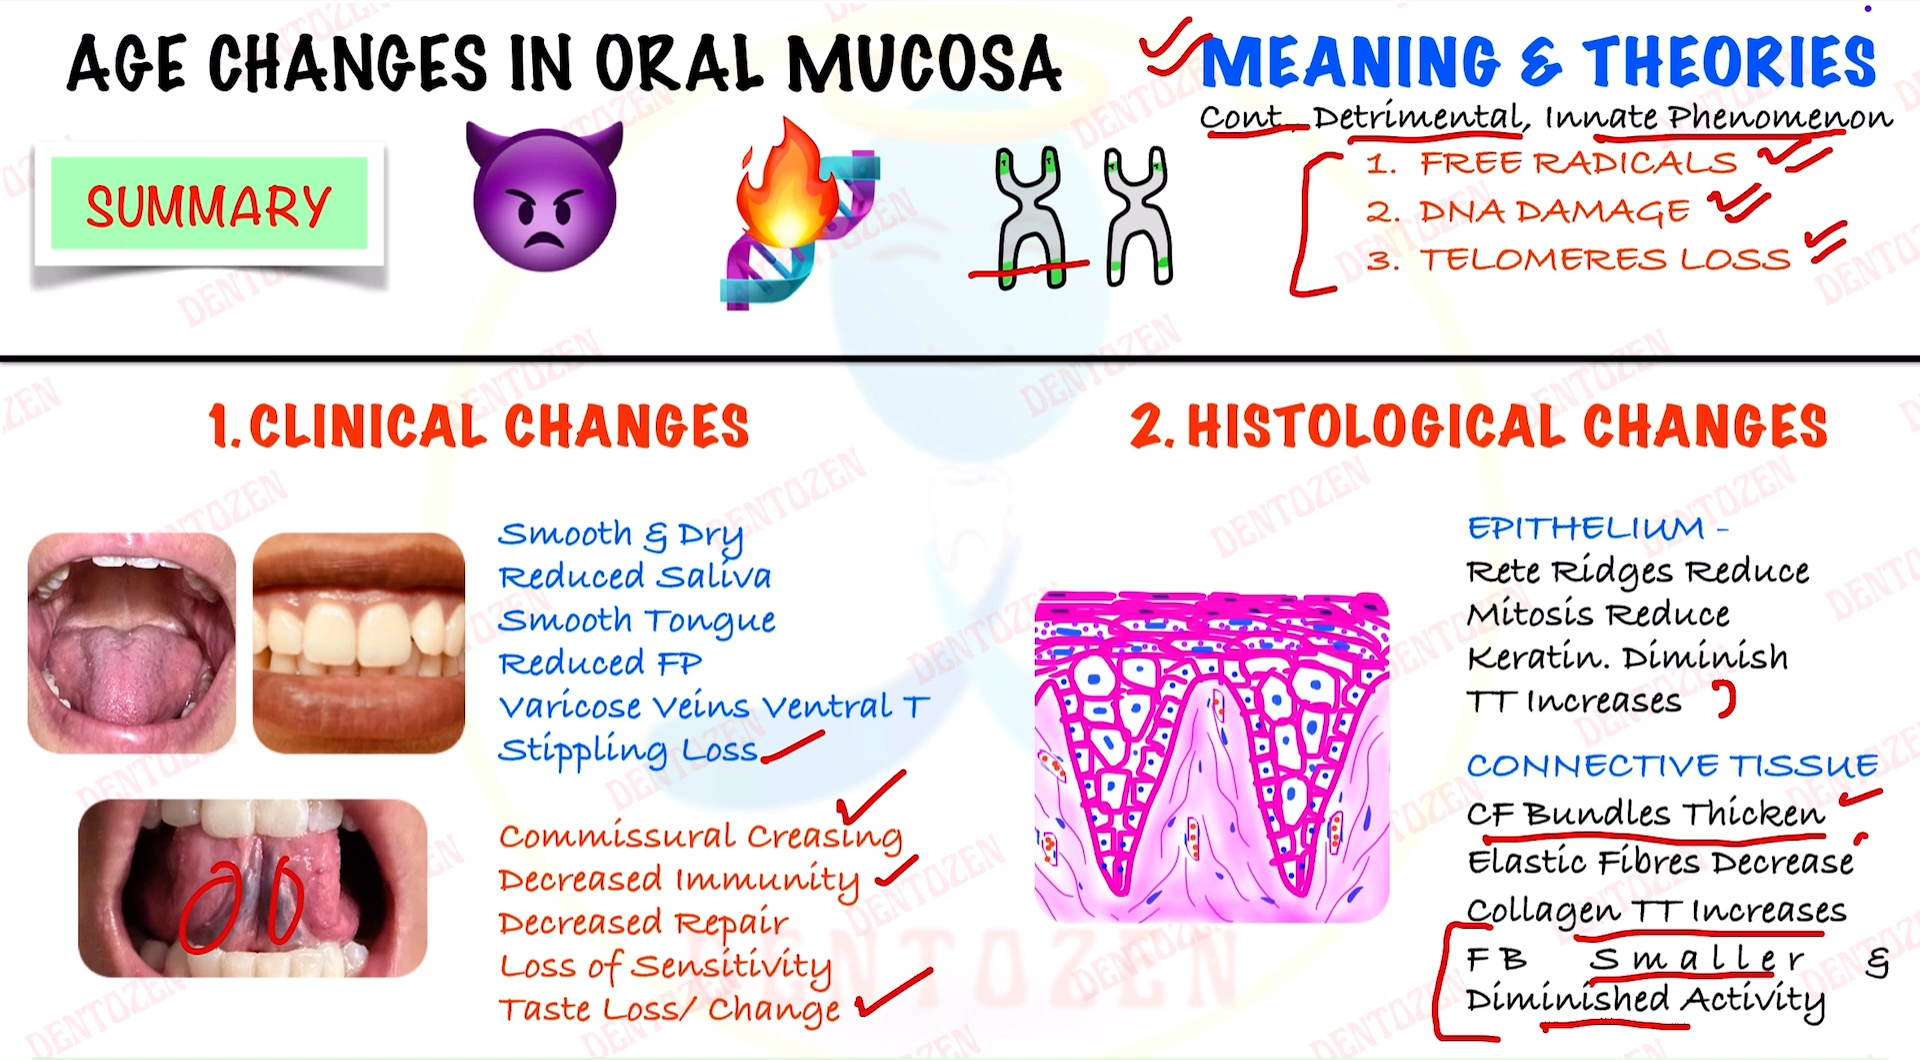 AGE CHANGES IN ORAL MUCOSA
SUMMARY
MEANING & THEORIES
Cont., Detrimental, Innate Phenomenon
1. FREE RADICALS
2. DNA DAMAGE
3. TELOMERES LOSS
1. CLINICAL CHANGES
Smooth & Dry
Reduced Saliva
Smooth Tongue
Reduced FP
Varicose Veins Ventral T
Stippling Loss
Commissural Creasing
Decreased Immunity
Decreased Repair
Loss of Sensitivity
Taste Loss/ Change
2. HISTOLOGICAL CHANGES
EPITHELIUM -
Rete Ridges Reduce
Mitosis Reduce
Keratin. Diminish
TT Increases
CONNECTIVE TISSUE
CF Bundles Thicken
Elastic Fibres Decrease
Collagen TT Increases
FB Smaller &
Diminished Activity
DENTOZEN